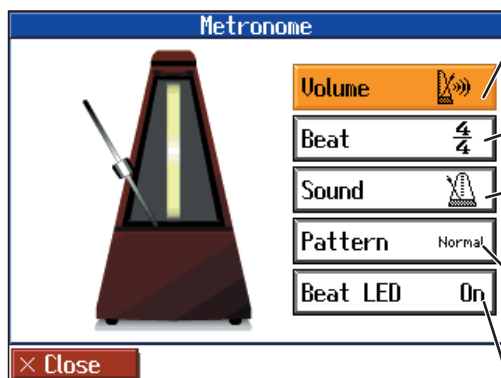 Metronome
Volume
Beat 4/4
Sound
Pattern Normal
Beat LED On
× Close